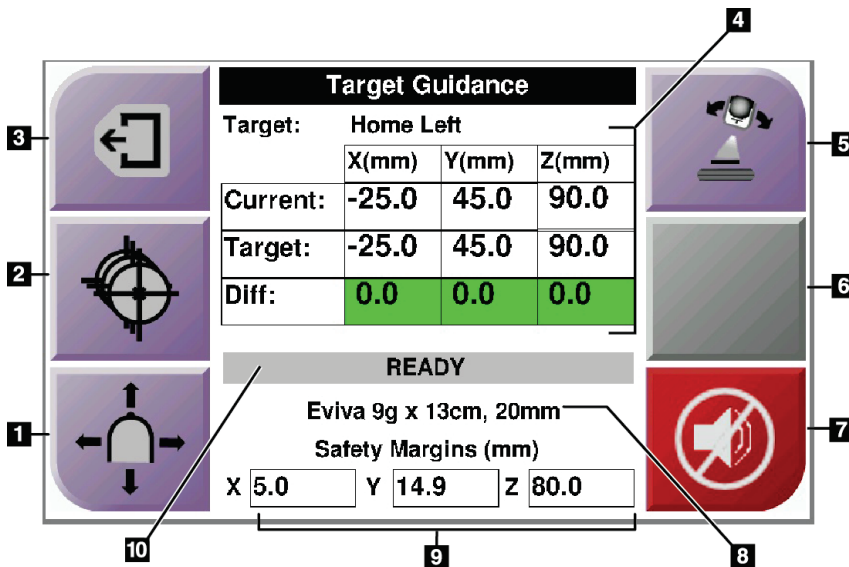 4
Target Guidance
3
Target: Home Left
5
X(mm) Y(mm) Z(mm)
Current: -25.0 45.0 90.0
Target: -25.0 45.0 90.0
2
Diff: 0.0 0.0 0.0
6
READY
Eviva 9g x 13cm, 20mm
1
7
Safety Margins (mm)
X 5.0 Y 14.9 Z 80.0
10
9
8